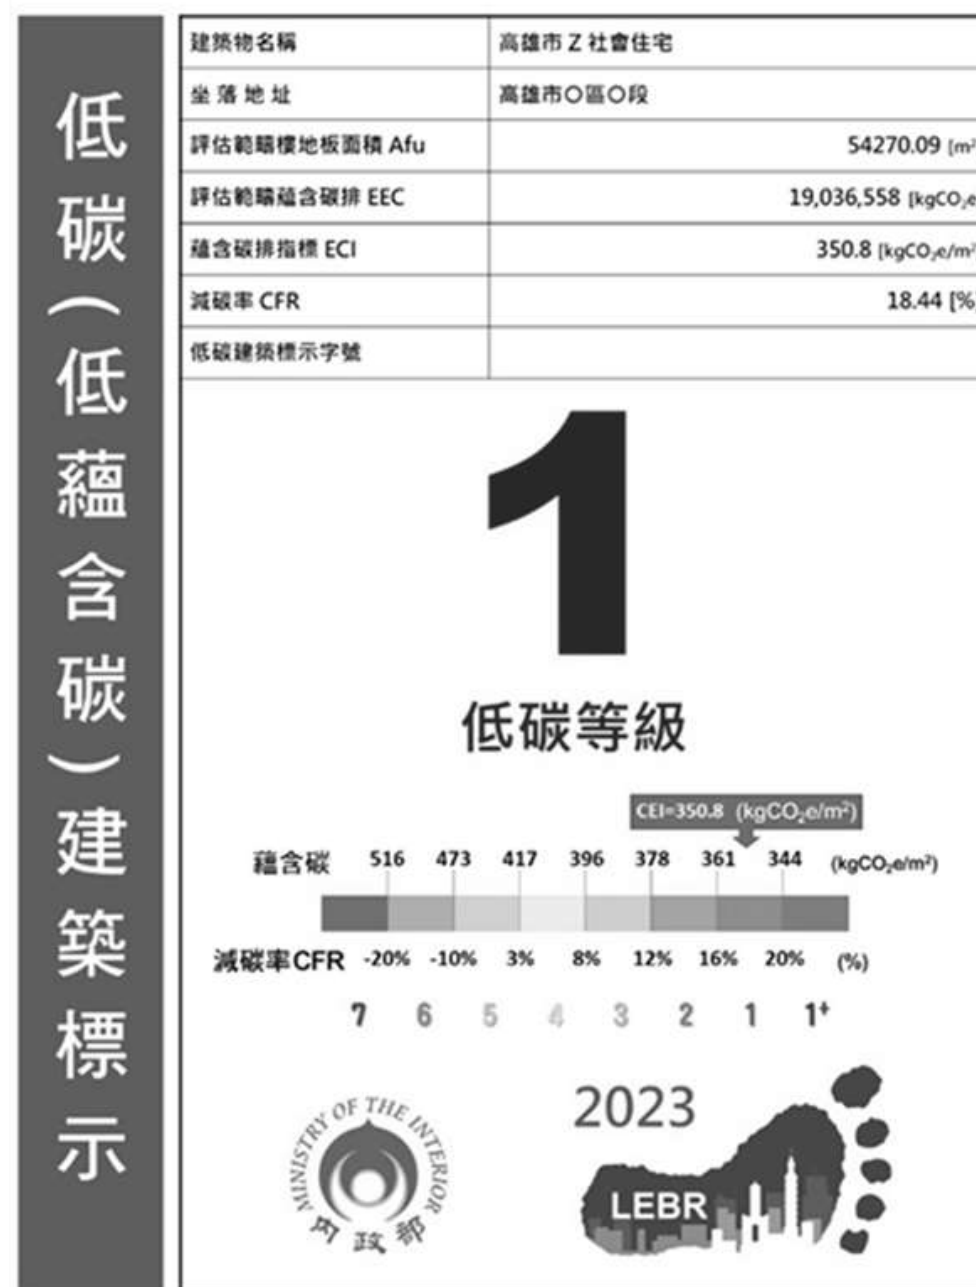 低碳(低蘊含碳)建築標示
建築物名稱 高雄市 Z 社會住宅
坐落地址 高雄市〇區〇段
評估範疇樓地板面積 Afu 54270.09 [m²
評估範疇蘊含碳排 EEC 19,036,558 [kgCO₂e
蘊含碳排指標 ECI 350.8 [kgCO₂e/m²
減碳率 CFR 18.44 [%]
低碳建築標示字號
1
低碳等級
CEI=350.8 (kgCO₂e/m²)
蘊含碳 516 473 417 396 378 361 344 (kgCO₂e/m²)
減碳率CFR -20% -10% 3% 8% 12% 16% 20% (%)
7 6 5 4 3 2 1 1⁺
MINISTRY OF THE INTERIOR
內政部
2023
LEBR